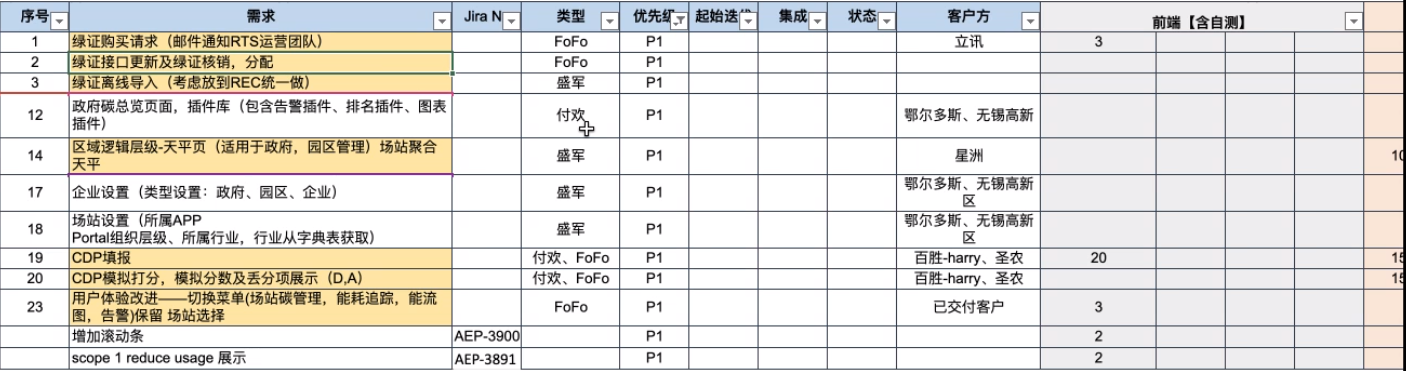 序号 需求 Jira N 类型 优先级 起始迭代 集成 状态 客户方 前端【含自测】
1 绿证购买请求（邮件通知RTS运营团队） FoFo P1 立讯 3
2 绿证接口更新及绿证核销，分配 FoFo P1
3 绿证离线导入（考虑放到REC统一做） 盛军 P1
12 政府碳总览页面，插件库（包含告警插件、排名插件、图表
插件） 付欢 P1 鄂尔多斯、无锡高新
14 区域逻辑层级-天平页（适用于政府，园区管理）场站聚合
天平 盛军 P1 星洲 10
17 企业设置（类型设置：政府、园区、企业） 盛军 P1 鄂尔多斯、无锡高新
区
18 场站设置（所属APP
Portal组织层级、所属行业，行业从字典表获取） 盛军 P1 鄂尔多斯、无锡高新
区
19 CDP填报 付欢、FoFo P1 百胜-harry、圣农 20 15
20 CDP模拟打分，模拟分数及丢分项展示（D,A） 付欢、FoFo P1 百胜-harry、圣农 15
23 用户体验改进——切换菜单(场站碳管理，能耗追踪，能流
图，告警)保留 场站选择 FoFo P1 已交付客户 3
增加滚动条 AEP-3900 P1 2
scope 1 reduce usage 展示 AEP-3891 P1 2